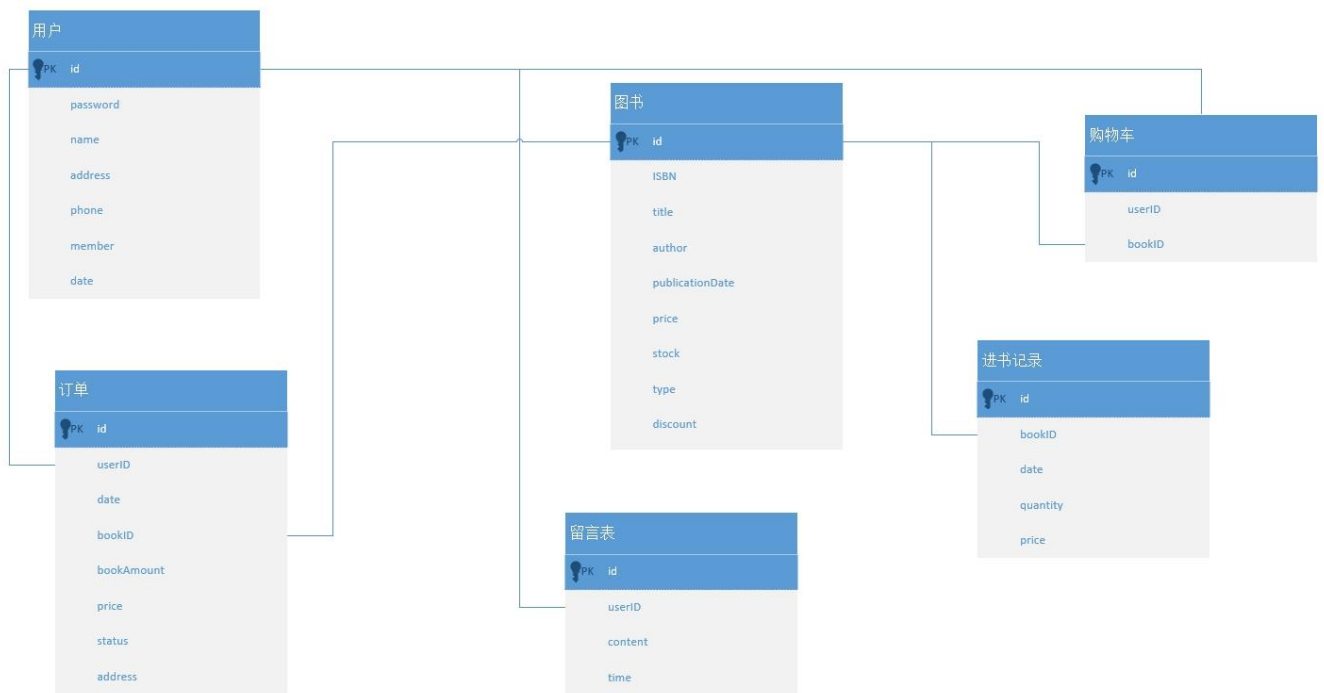 用户
PK id
password
name
address
phone
member
date
图书
PK id
ISBN
title
author
publicationDate
price
stock
type
discount
购物车
PK id
userID
bookID
进书记录
PK id
bookID
date
quantity
price
订单
PK id
userID
date
bookID
bookAmount
price
status
address
留言表
PK id
userID
content
time